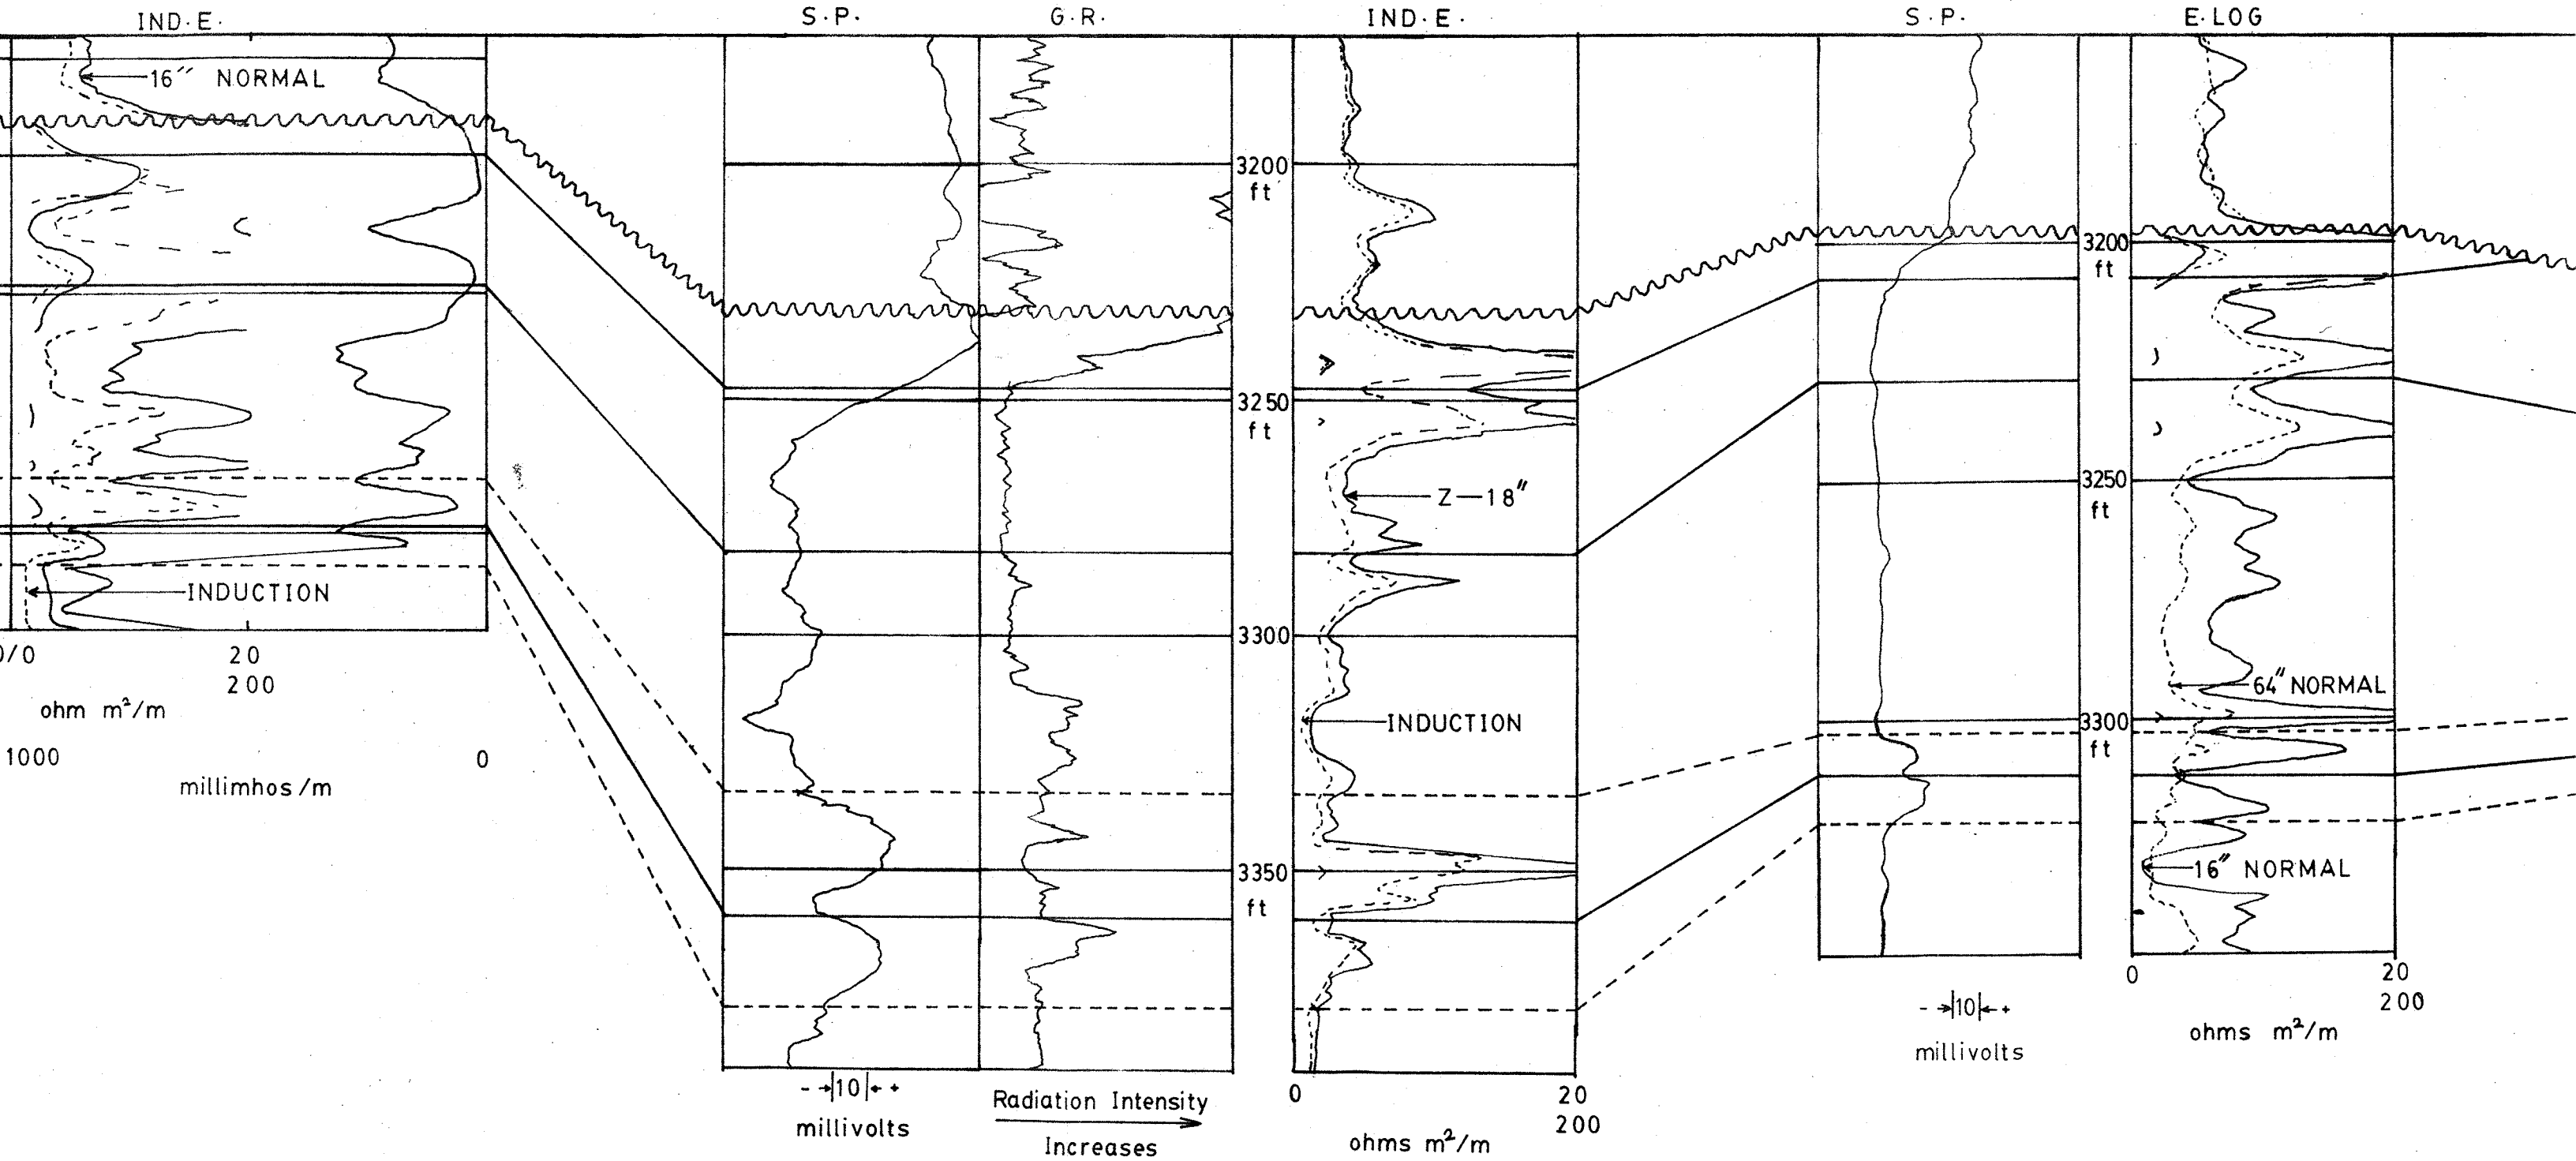 IND.E.
S.P.
G.R.
IND.E.
S.P.
E.LOG
16" NORMAL
3200
ft
3200
ft
3250
ft
Z—18"
3250
ft
INDUCTION
3300
64" NORMAL
INDUCTION
3300
ft
3350
ft
16" NORMAL
0/0 20
200
ohm m²/m
1000 0
millimhos/m
- →|10|← +
millivolts
Radiation Intensity
Increases
0 20
200
ohms m²/m
- →|10|← +
millivolts
0 20
200
ohms m²/m